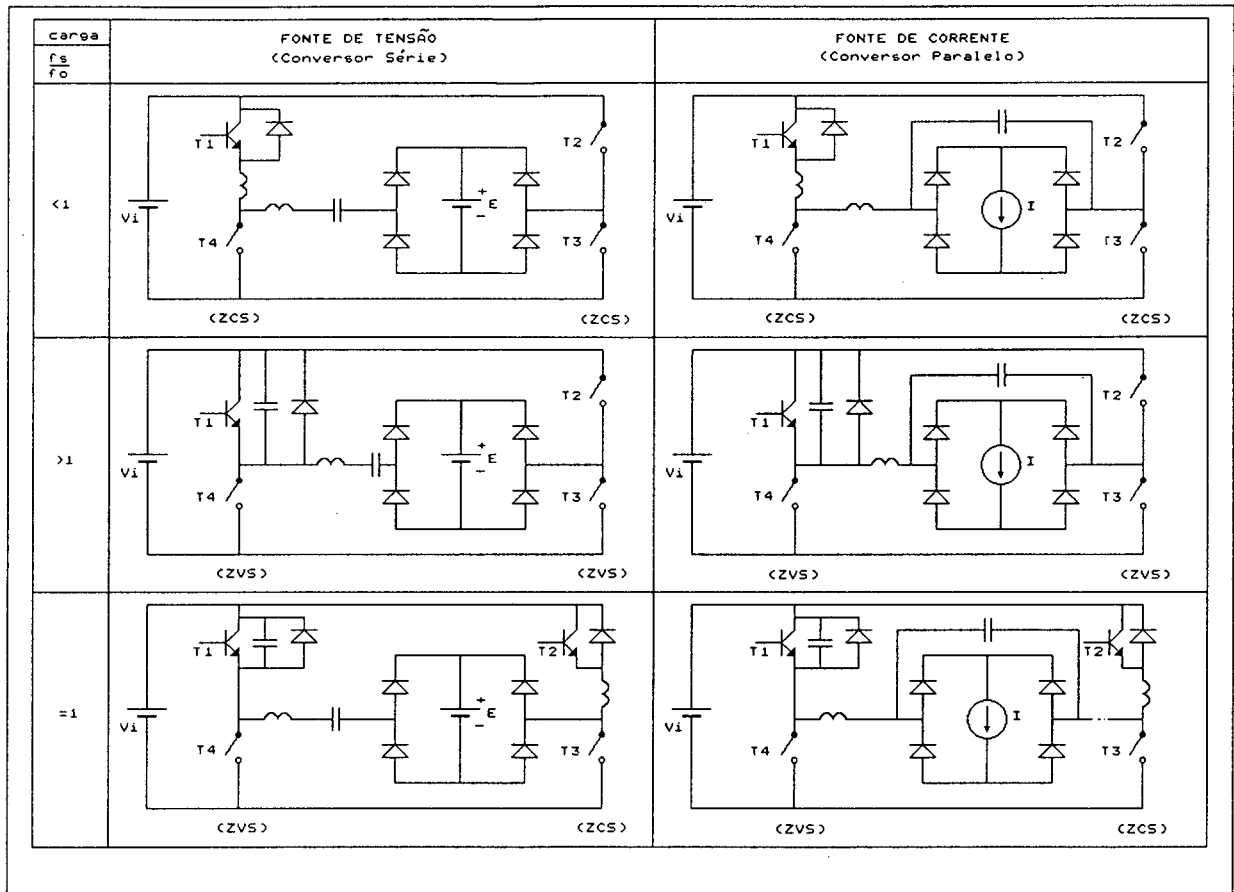 carga
fs
fo
FONTE DE TENSÃO
(Conversor Série)
FONTE DE CORRENTE
(Conversor Paralelo)
<1
T1
T2
Vi
+
E
-
T4
T3
(ZCS)
(ZCS)
T1
T2
Vi
I
T4
T3
(ZCS)
(ZCS)
>1
T1
T2
Vi
+
E
-
T4
T3
(ZVS)
(ZVS)
T1
T2
Vi
I
T4
T3
(ZVS)
(ZVS)
=1
T1
T2
Vi
+
E
-
T4
T3
(ZVS)
(ZCS)
T1
T2
Vi
I
T4
T3
(ZVS)
(ZCS)